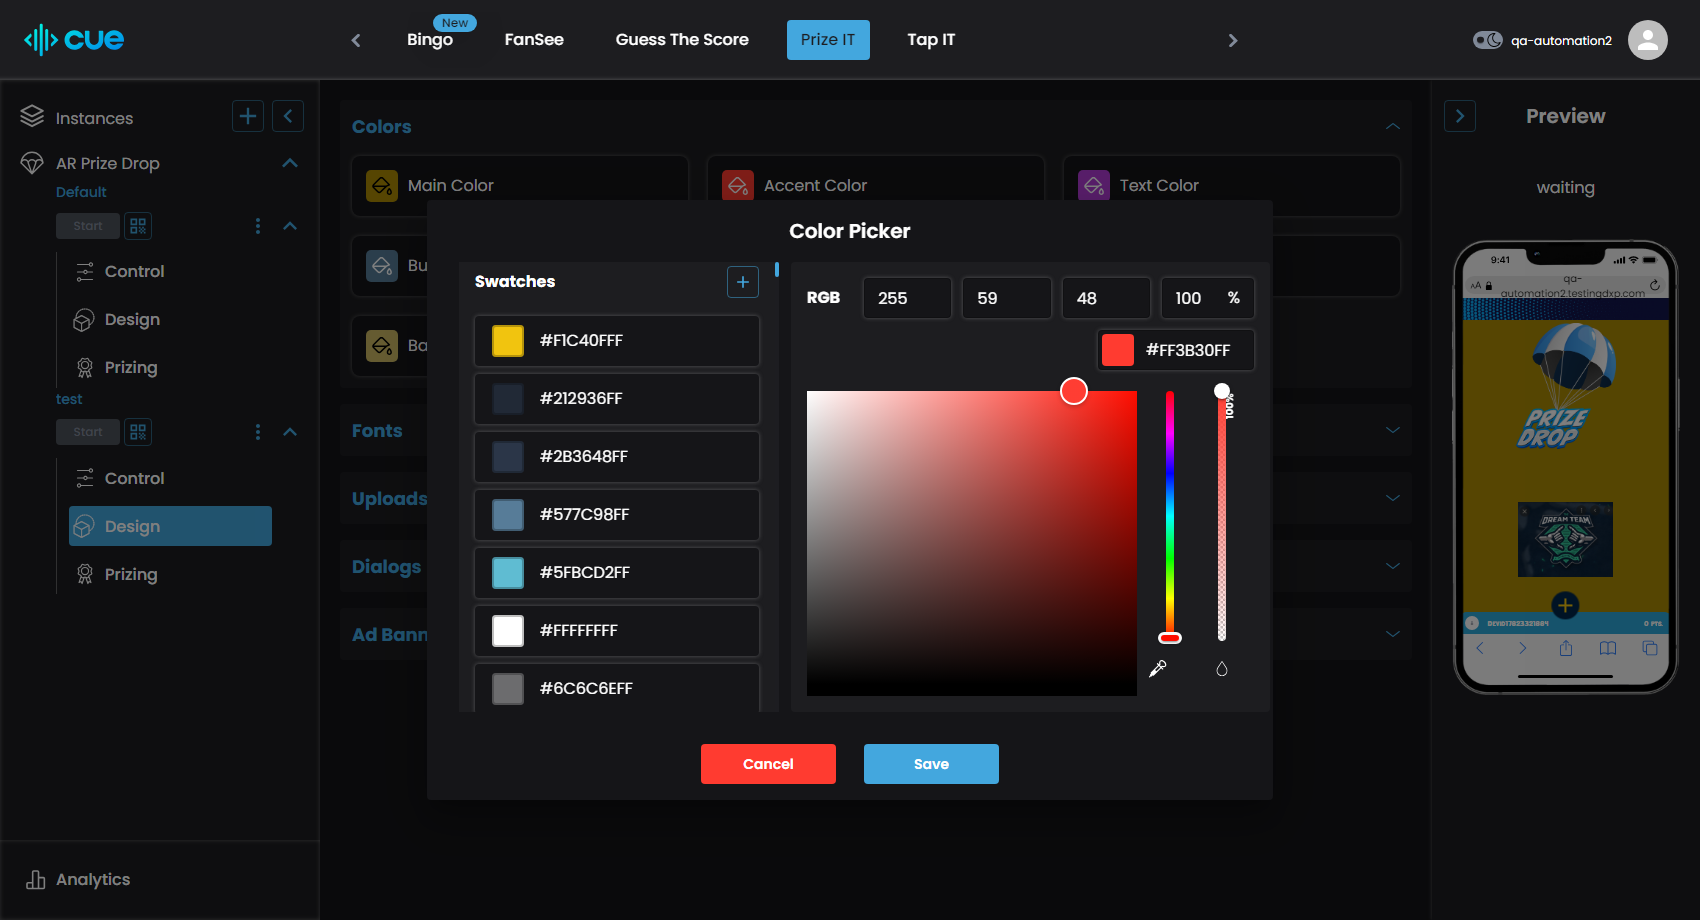 cue
New
Bingo
FanSee
Guess The Score
Prize IT
Tap IT
qa-automation2
Instances
AR Prize Drop
Default
Start
Control
Design
Prizing
test
Start
Control
Design
Prizing
Analytics
Colors
Main Color
Accent Color
Text Color
Bu
Ba
Fonts
Uploads
Dialogs
Ad Bann
Color Picker
Swatches
#F1C40FFF
#212936FF
#2B3648FF
#577C98FF
#5FBCD2FF
#FFFFFFFF
#6C6C6EFF
RGB
255
59
48
100 %
#FF3B30FF
100%
Cancel
Save
Preview
waiting
9:41
AA
qa-
automation2.testingdxp.com
PRIZE
DROP
DREAM TEAM
0 PTS.